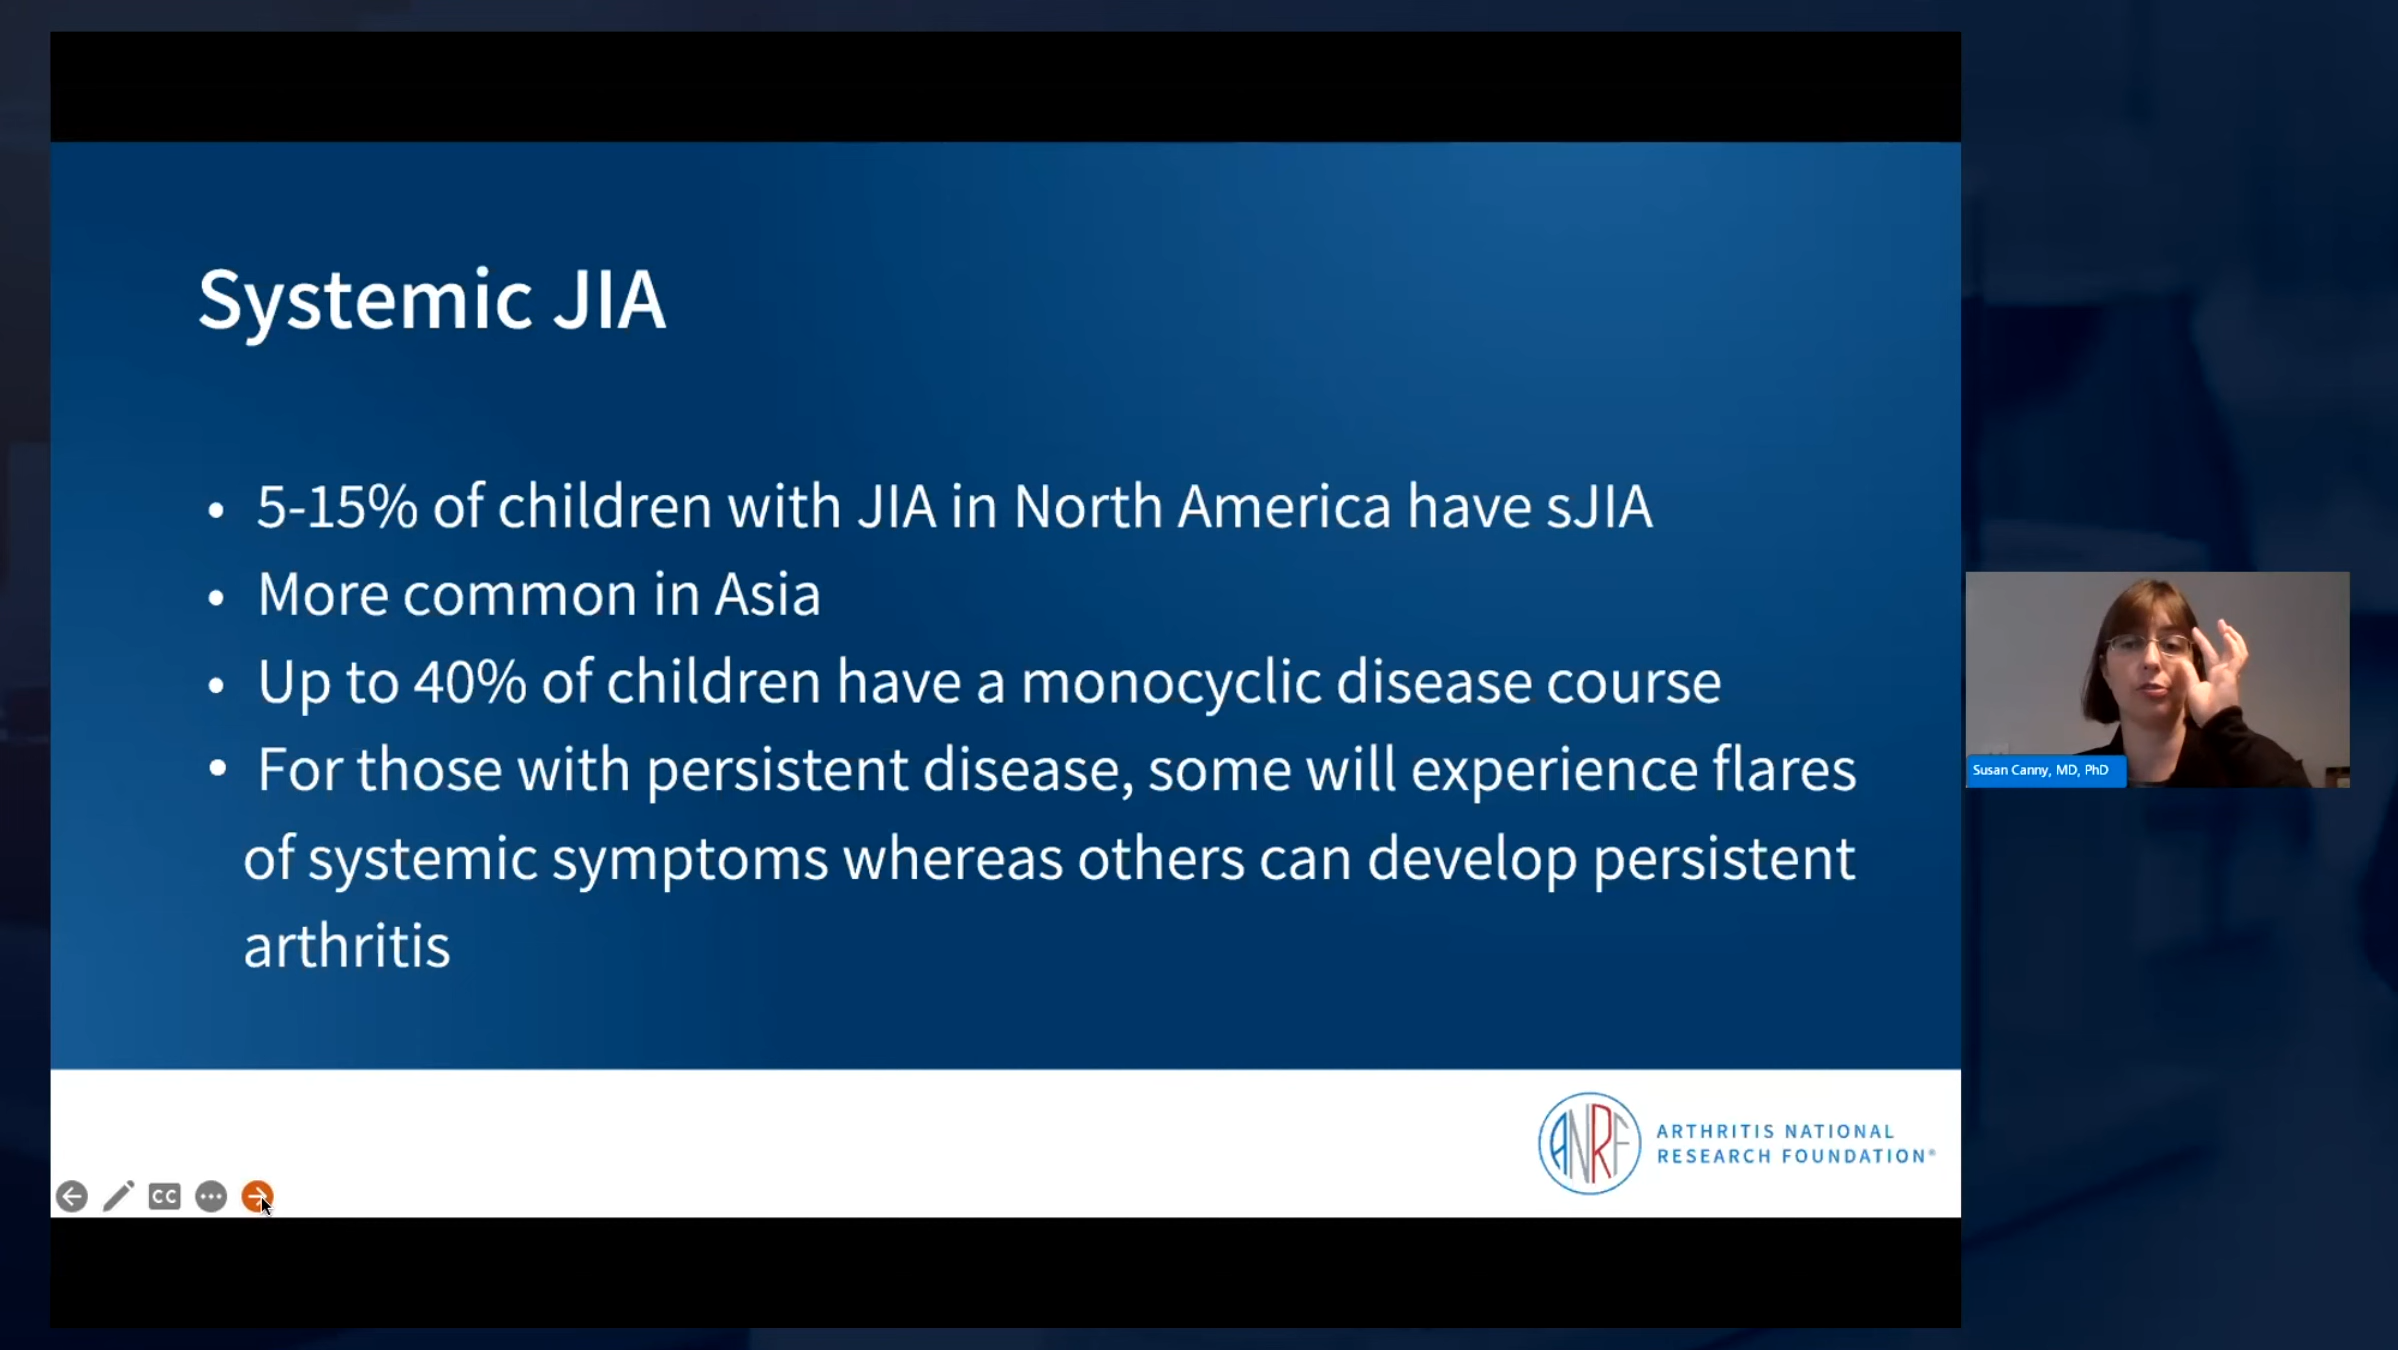 Systemic JIA
• 5-15% of children with JIA in North America have sJIA
• More common in Asia
• Up to 40% of children have a monocyclic disease course
• For those with persistent disease, some will experience flares
of systemic symptoms whereas others can develop persistent
arthritis
Susan Canny, MD, PhD
ANRF
ARTHRITIS NATIONAL
RESEARCH FOUNDATION®
CC